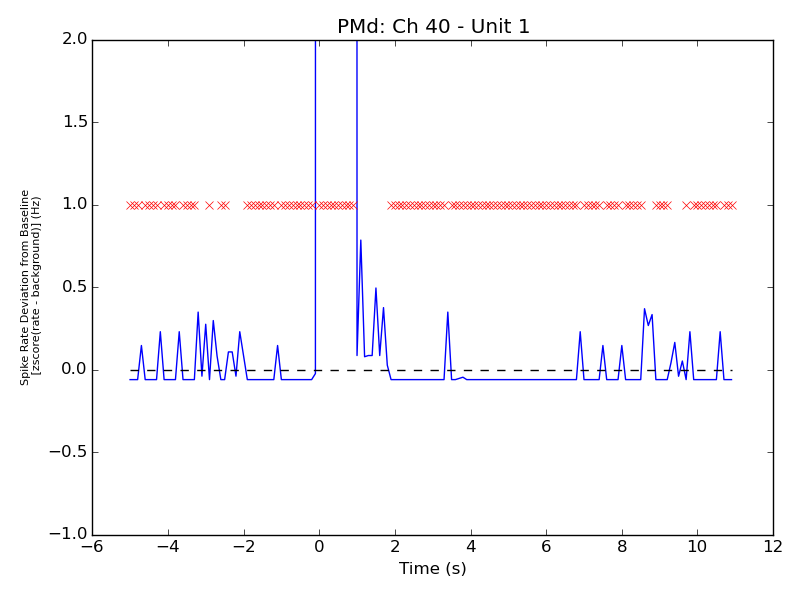 PMd: Ch 40 - Unit 1
2.0
1.5
1.0
0.5
0.0
−0.5
−1.0
Spike Rate Deviation from Baseline
[zscore(rate - background)] (Hz)
−6 −4 −2 0 2 4 6 8 10 12
Time (s)